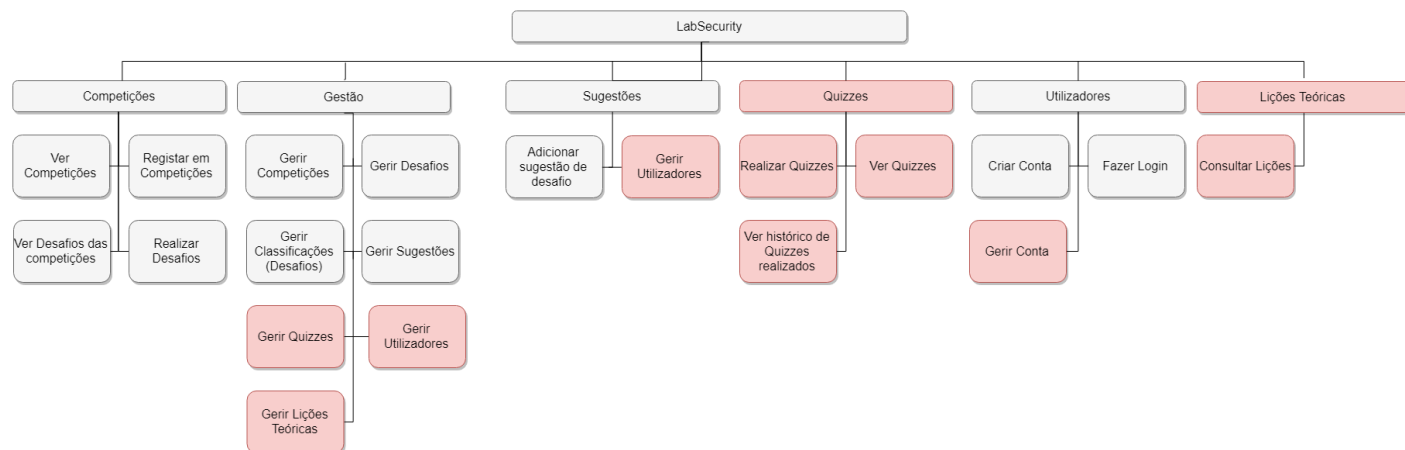 LabSecurity
Competições
Gestão
Sugestões
Quizzes
Utilizadores
Lições Teóricas
Ver
Competições
Registar em
Competições
Gerir
Competições
Gerir Desafios
Adicionar
sugestão de
desafio
Gerir
Utilizadores
Realizar Quizzes
Ver Quizzes
Criar Conta
Fazer Login
Consultar Lições
Ver Desafios das
competições
Realizar
Desafios
Gerir
Classificações
(Desafios)
Gerir Sugestões
Ver histórico de
Quizzes
realizados
Gerir Conta
Gerir Quizzes
Gerir
Utilizadores
Gerir Lições
Teóricas